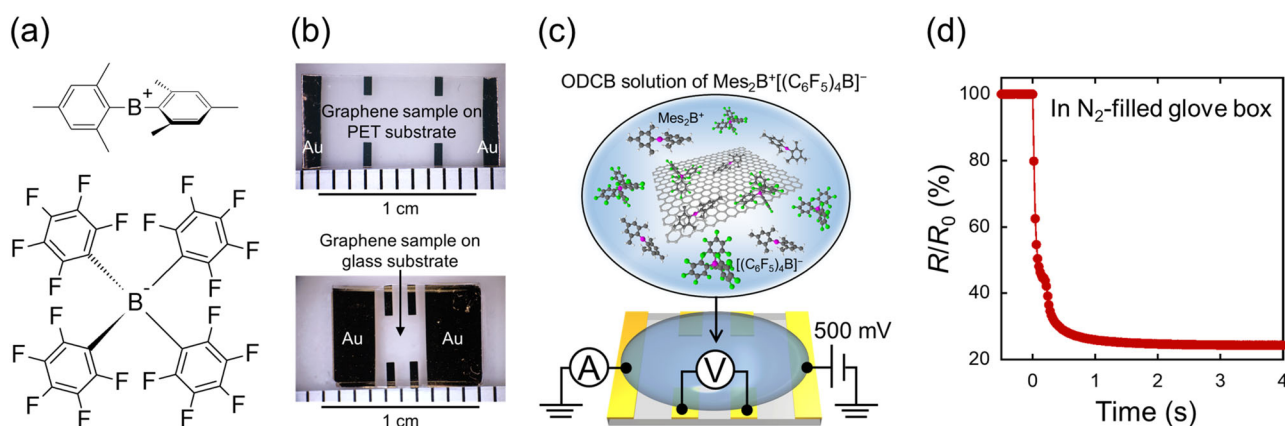 (a)
B
+
F
F
F
F
F
F
F
F
F
F
B
-
F
F
F
F
F
F
F
F
F
F
(b)
Graphene sample on
PET substrate
Au
Au
1 cm
Graphene sample on
glass substrate
Au
Au
1 cm
(c)
ODCB solution of Mes₂B⁺[(C₆F₅)₄B]⁻
Mes₂B⁺
[(C₆F₅)₄B]⁻
500 mV
A
V
(d)
In N₂-filled glove box
R/R₀ (%)
100
80
60
40
20
0
1
2
3
4
Time (s)